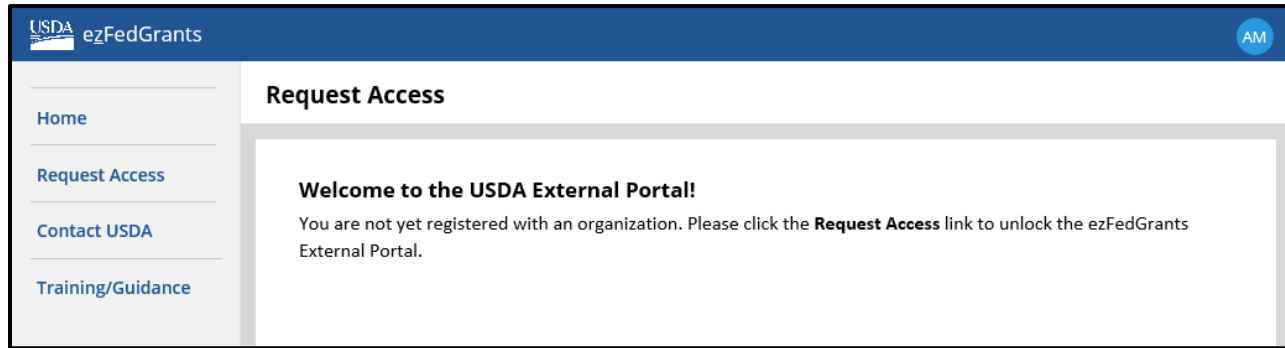 USDA ezFedGrants
AM
Home
Request Access
Contact USDA
Training/Guidance
Request Access
Welcome to the USDA External Portal!
You are not yet registered with an organization. Please click the Request Access link to unlock the ezFedGrants
External Portal.